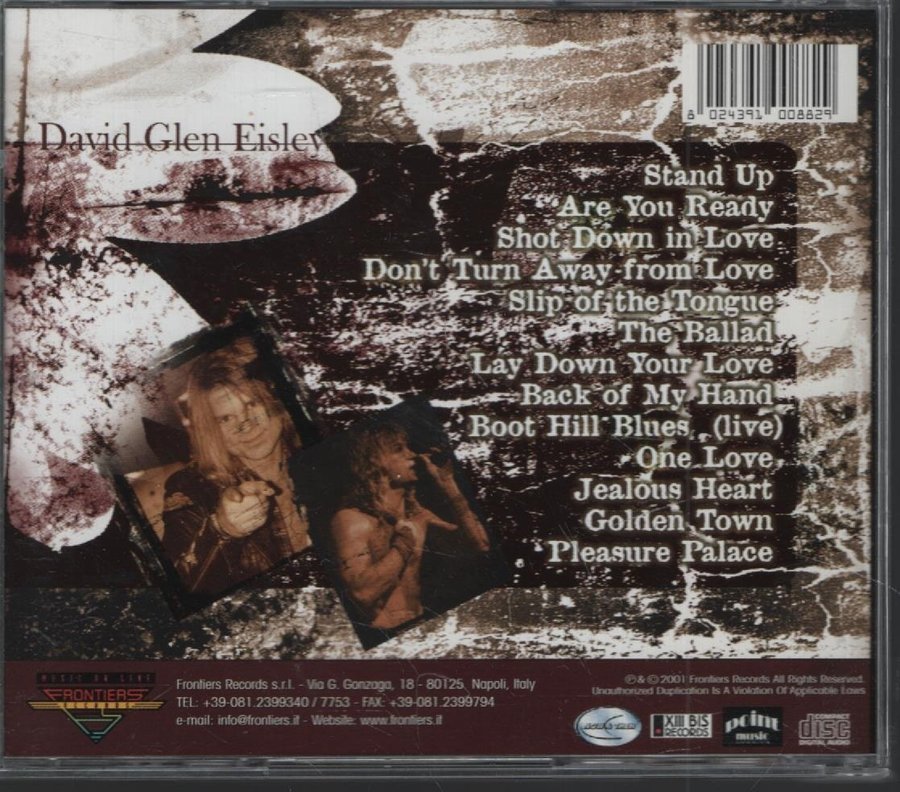 8 024391 008829
David Glen Eisley
Stand Up
Are You Ready
Shot Down in Love
Don't Turn Away from Love
Slip of the Tongue
The Ballad
Lay Down Your Love
Back of My Hand
Boot Hill Blues (live)
One Love
Jealous Heart
Golden Town
Pleasure Palace
FRONTIERS
RECORDS
Frontiers Records s.r.l. - Via G. Gonzaga, 18 - 80125, Napoli, Italy
TEL: +39-081.2399340 / 7753 - FAX: +39-081.2399794
e-mail: info@frontiers.it - Website: www.frontiers.it
℗ & © 2001 Frontiers Records All Rights Reserved.
Unauthorized Duplication Is A Violation Of Applicable Laws
XIII BIS
RECORDS
point
music
COMPACT
disc
DIGITAL AUDIO